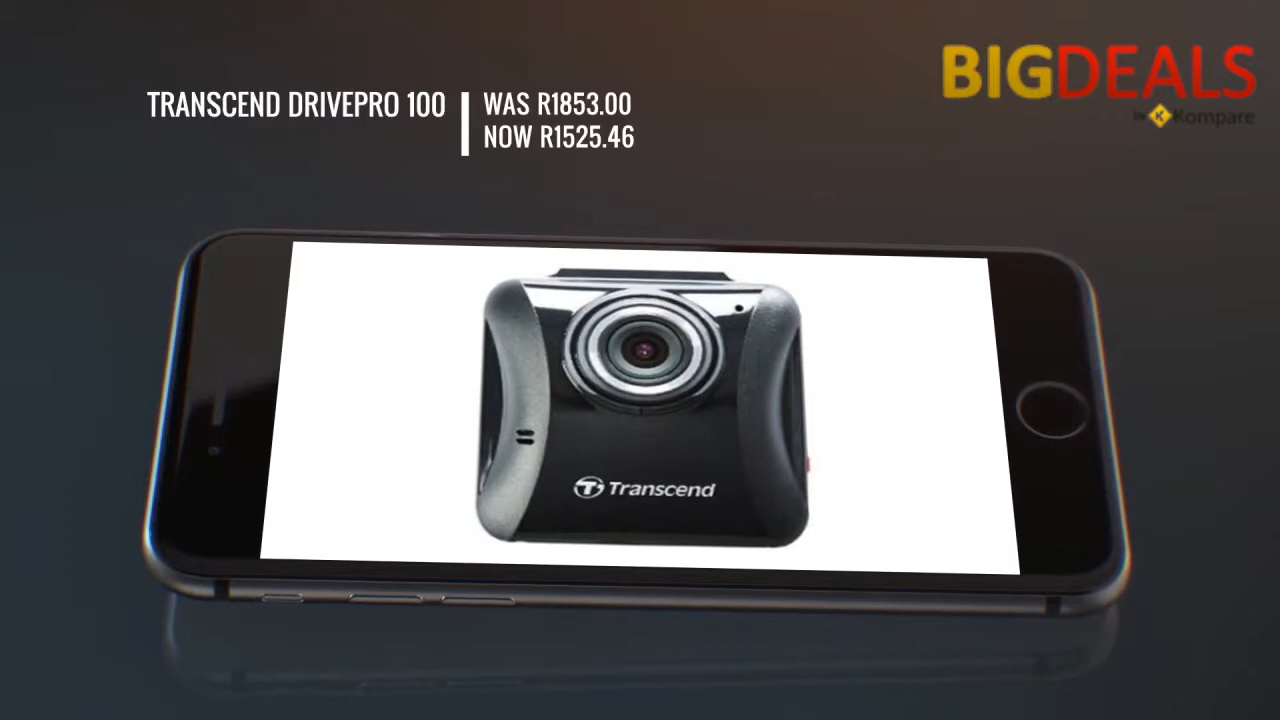 BIGDEALS
by K Kompare
TRANSCEND DRIVEPRO 100
WAS R1853.00
NOW R1525.46
Transcend